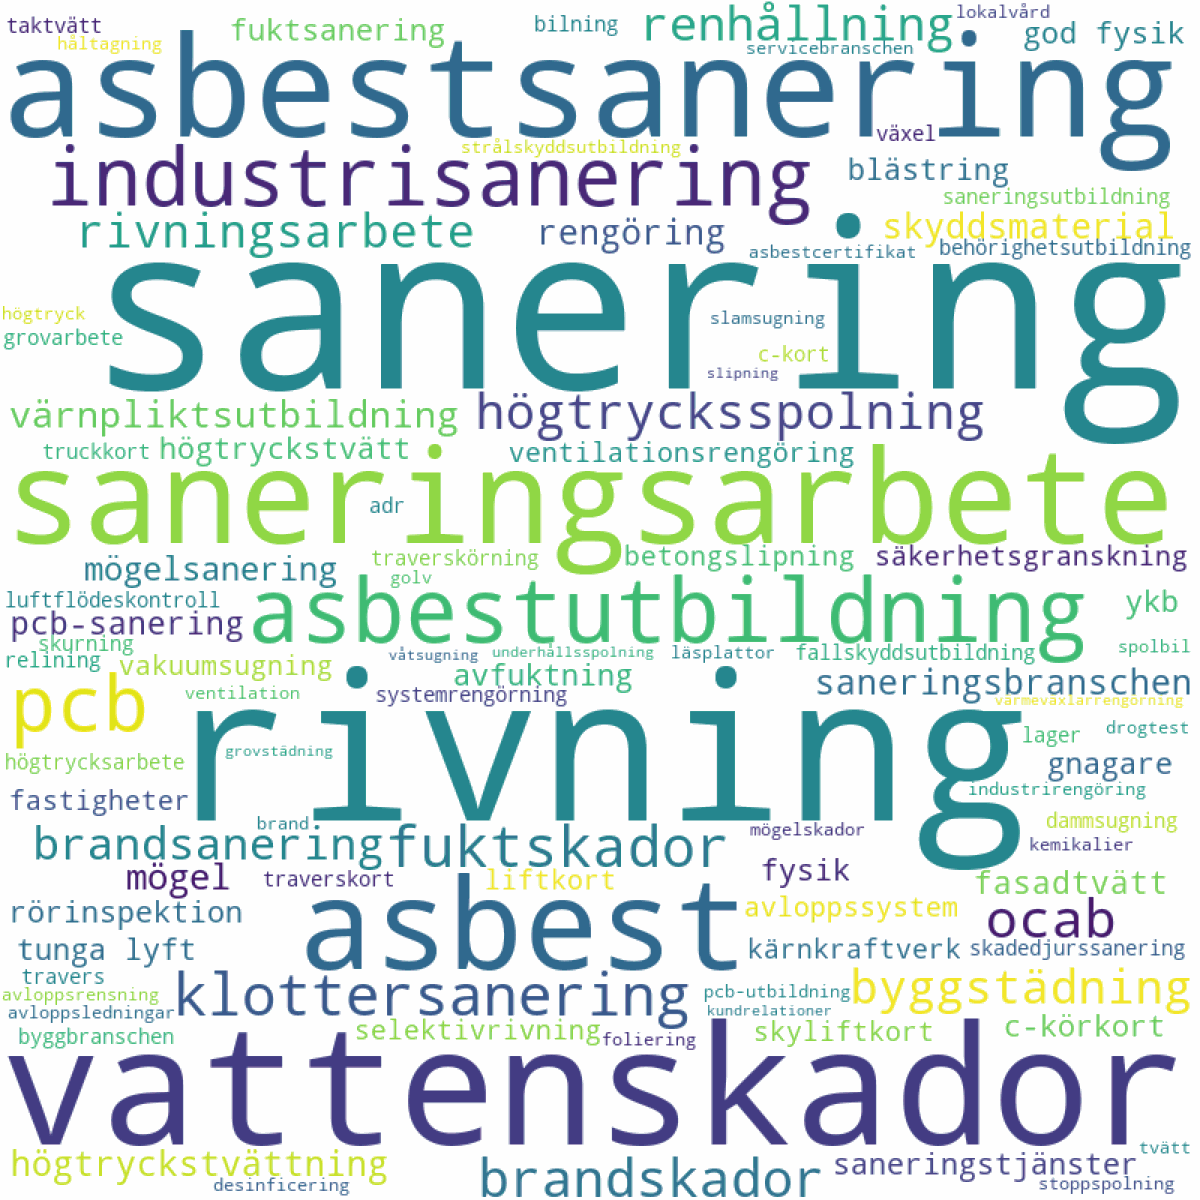 taktvätt
håltagning
fuktsanering
bilning
renhållning
lokalvård
servicebranschen
god fysik
asbestsanering
växel
strålskyddsutbildning
industrisanering
blästring
saneringsutbildning
rivningsarbete
rengöring
skyddsmaterial
asbestcertifikat
behörighetsutbildning
sanering
högtryck
grovarbete
slamsugning
c-kort
slipning
värnpliktsutbildning
högtrycksspolning
truckkort
högtryckstvätt
ventilationsrengöring
saneringsarbete
adr
mögelsanering
traverskörning
golv
betongslipning
säkerhetsgranskning
luftflödeskontroll
asbestutbildning
ykb
pcb-sanering
skurning
relining
vakuumsugning
våtsugning
underhållsspolning
läsplattor
fallskyddsutbildning
spolbil
avfuktning
saneringsbranschen
pcb
ventilation
systemrengörning
värmeväxlarrengörning
rivning
grovstädning
lager
drogtest
högtrycksarbete
gnagare
fastigheter
industrirengöring
brand
brandsanering
fuktskador
mögelskador
dammsugning
kemikalier
mögel
traverskort
liftkort
fysik
fasadtvätt
asbest
rörinspektion
avloppssystem
ocab
tunga lyft
kärnkraftverk
skadedjurssanering
travers
avloppsrensning
klottersanering
pcb-utbildning
byggstädning
avloppsledningar
kundrelationer
byggbranschen
selektivrivning
foliering
skyliftkort
c-körkort
vattenskador
tvätt
högtryckstvättning
brandskador
saneringstjänster
desinficering
stoppspolning